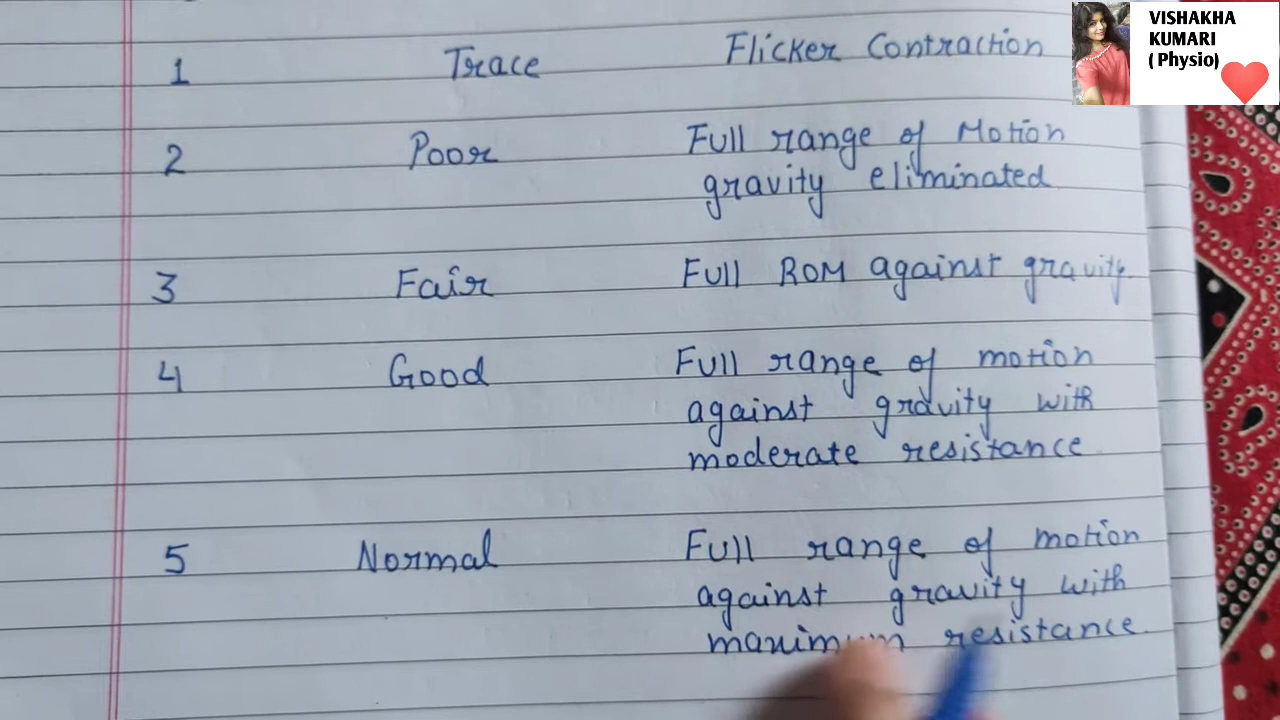 VISHAKHA
KUMARI
( Physio)
1 Trace Flicker Contraction
2 Poor Full range of Motion
gravity eliminated
3 Fair Full ROM against gravity
4 Good Full range of motion
against gravity with
moderate resistance
5 Normal Full range of motion
against gravity with
maximum resistance.